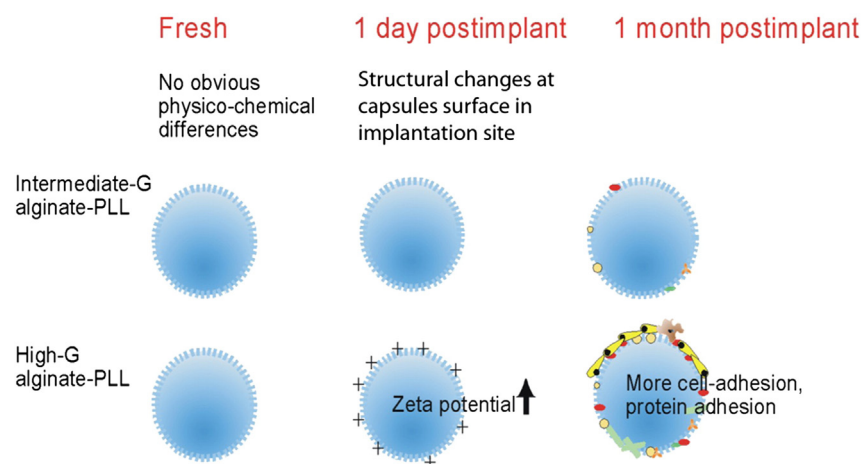 Fresh
1 day postimplant
1 month postimplant
No obvious
physico-chemical
differences
Structural changes at
capsules surface in
implantation site
Intermediate-G
alginate-PLL
High-G
alginate-PLL
Zeta potential
More cell-adhesion,
protein adhesion